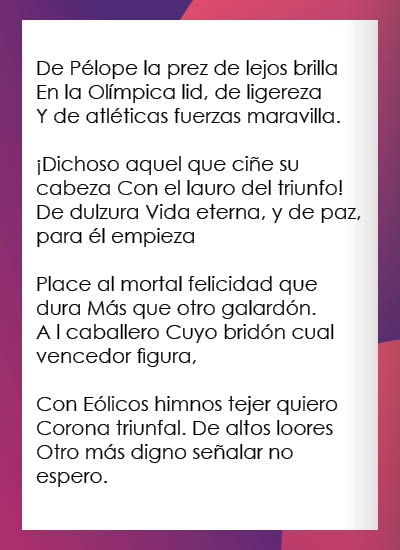 De Pélope la prez de lejos brilla
En la Olímpica lid, de ligereza
Y de atléticas fuerzas maravilla.
¡Dichoso aquel que ciñe su
cabeza Con el lauro del triunfo!
De dulzura Vida eterna, y de paz,
para él empieza
Place al mortal felicidad que
dura Más que otro galardón.
A l caballero Cuyo bridón cual
vencedor figura,
Con Eólicos himnos tejer quiero
Corona triunfal. De altos loores
Otro más digno señalar no
espero.